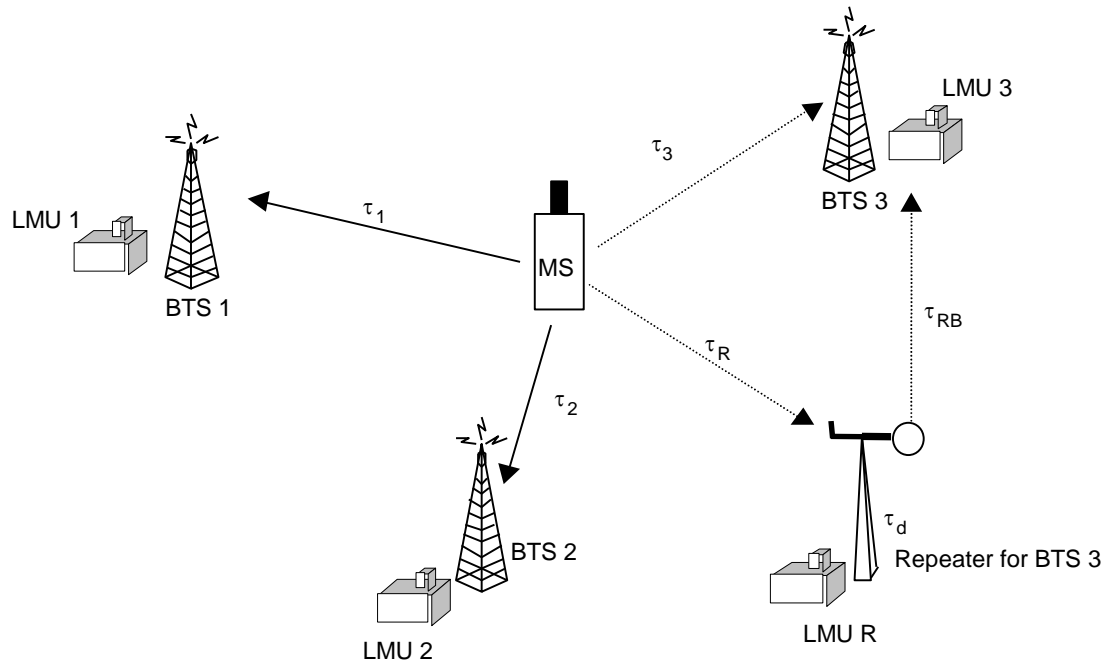 LMU 3
τ3
BTS 3
LMU 1
τ1
MS
BTS 1
τRB
τR
τ2
τd
BTS 2
Repeater for BTS 3
LMU 2
LMU R